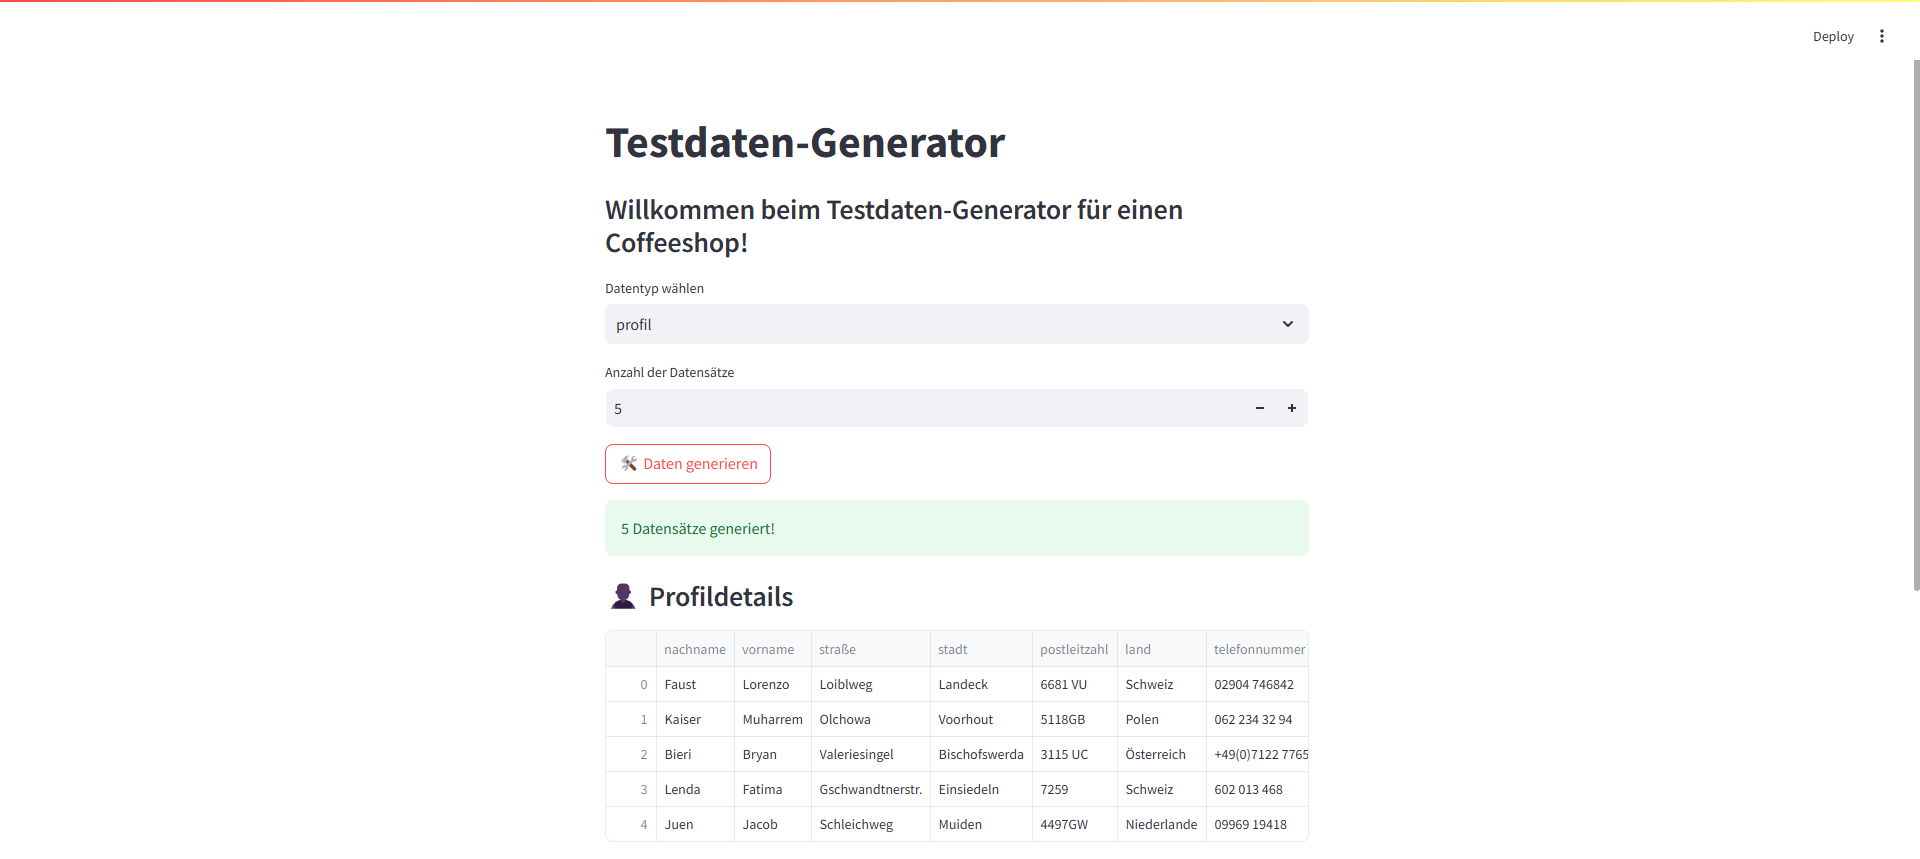 Deploy
Testdaten-Generator
Willkommen beim Testdaten-Generator für einen
Coffeeshop!
Datentyp wählen
profil
Anzahl der Datensätze
5
Daten generieren
5 Datensätze generiert!
Profildetails
nachname vorname straße stadt postleitzahl land telefonnummer
0 Faust Lorenzo Loiblweg Landeck 6681 VU Schweiz 02904 746842
1 Kaiser Muharrem Olchowa Voorhout 5118GB Polen 062 234 32 94
2 Bieri Bryan Valeriesingel Bischofswerda 3115 UC Österreich +49(0)7122 7765
3 Lenda Fatima Gschwandtnerstr. Einsiedeln 7259 Schweiz 602 013 468
4 Juen Jacob Schleichweg Muiden 4497GW Niederlande 09969 19418